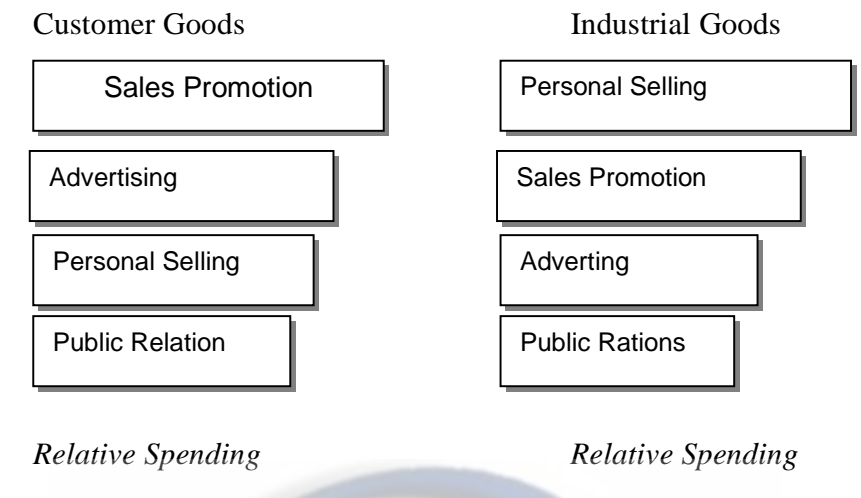 Customer Goods
Industrial Goods
Sales Promotion
Personal Selling
Advertising
Sales Promotion
Personal Selling
Adverting
Public Relation
Public Rations
Relative Spending
Relative Spending